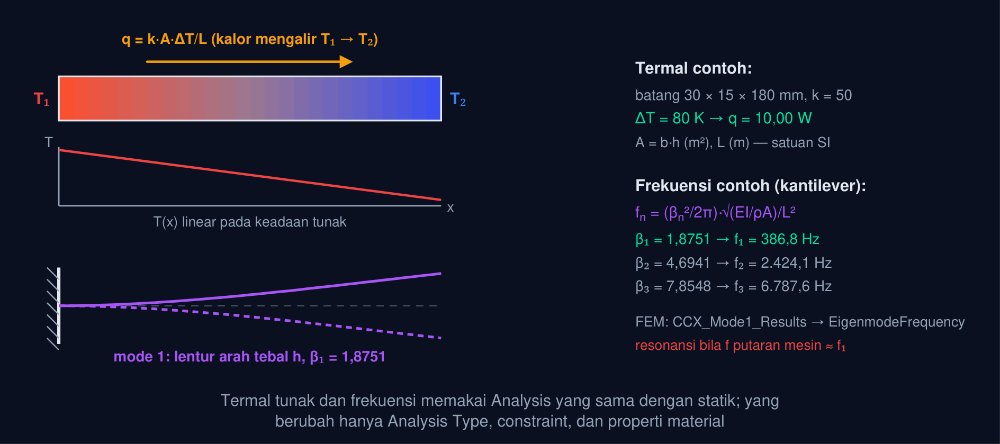 q = k·A·ΔT/L (kalor mengalir T₁ → T₂)
T₁
T₂
T
x
T(x) linear pada keadaan tunak
mode 1: lentur arah tebal h, β₁ = 1,8751
Termal contoh:
batang 30 × 15 × 180 mm, k = 50
ΔT = 80 K → q = 10,00 W
A = b·h (m²), L (m) — satuan SI
Frekuensi contoh (kantilever):
fₙ = (βₙ²/2π)·√(EI/ρA)/L²
β₁ = 1,8751 → f₁ = 386,8 Hz
β₂ = 4,6941 → f₂ = 2.424,1 Hz
β₃ = 7,8548 → f₃ = 6.787,6 Hz
FEM: CCX_Mode1_Results → EigenmodeFrequency
resonansi bila f putaran mesin ≈ f₁
Termal tunak dan frekuensi memakai Analysis yang sama dengan statik; yang
berubah hanya Analysis Type, constraint, dan properti material